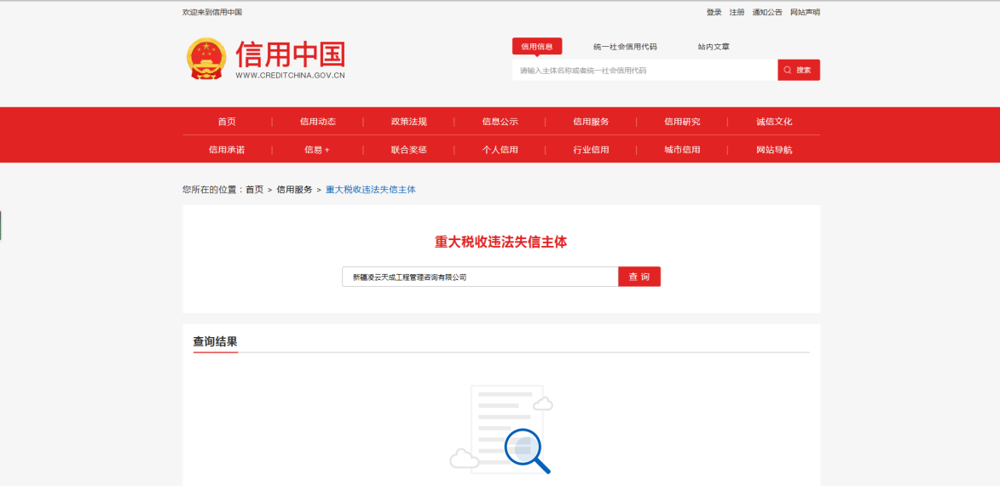 欢迎来到信用中国
登录 注册 通知公告 网站声明
信用中国
WWW.CREDITCHINA.GOV.CN
信用信息 统一社会信用代码 站内文章
请输入主体名称或者统一社会信用代码 搜索
首页 | 信用动态 | 政策法规 | 信息公示 | 信用服务 | 信用研究 | 诚信文化
信用承诺 | 信易+ | 联合奖惩 | 个人信用 | 行业信用 | 城市信用 | 网站导航
您所在的位置：首页 > 信用服务 > 重大税收违法失信主体
重大税收违法失信主体
新疆凌云天成工程管理咨询有限公司 查询
查询结果